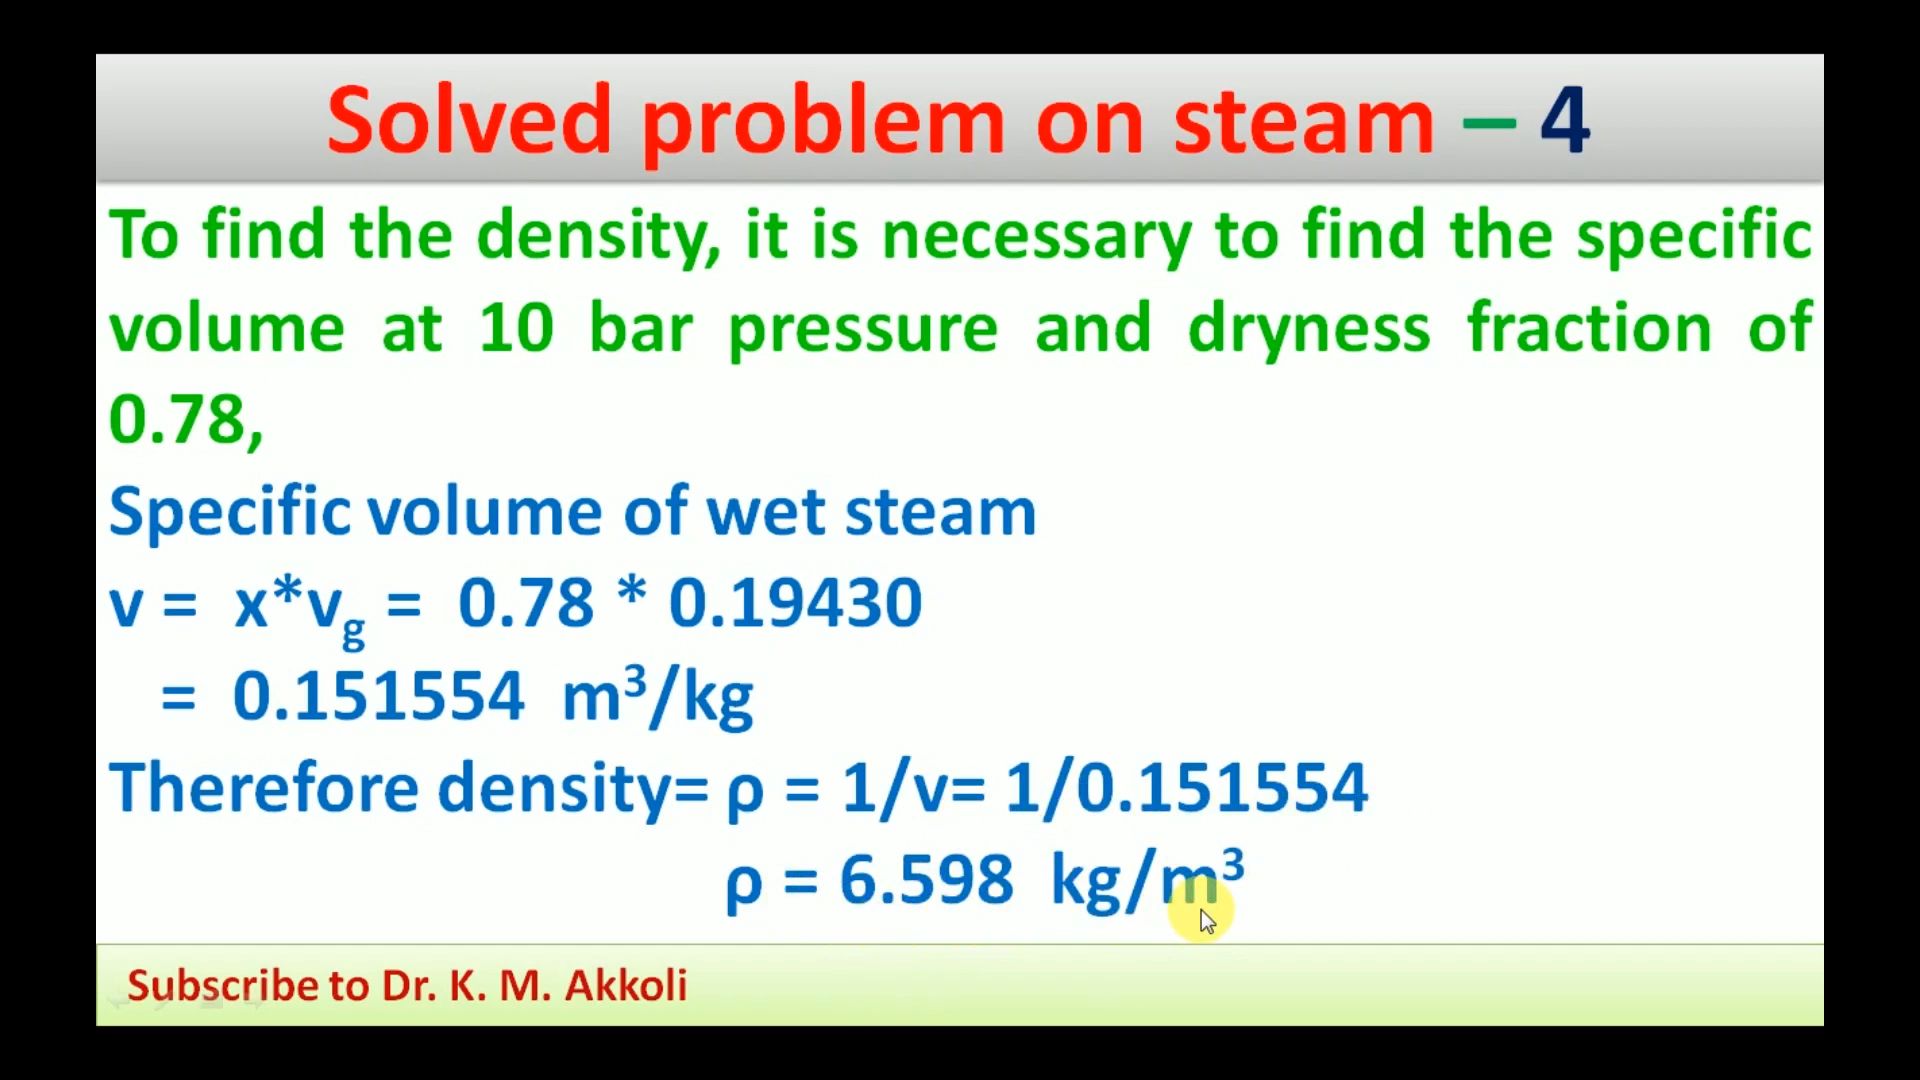 Solved problem on steam – 4
To find the density, it is necessary to find the specific
volume at 10 bar pressure and dryness fraction of
0.78,
Specific volume of wet steam
v = x*v_g = 0.78 * 0.19430
= 0.151554 m³/kg
Therefore density= ρ = 1/v= 1/0.151554
ρ = 6.598 kg/m³
Subscribe to Dr. K. M. Akkoli